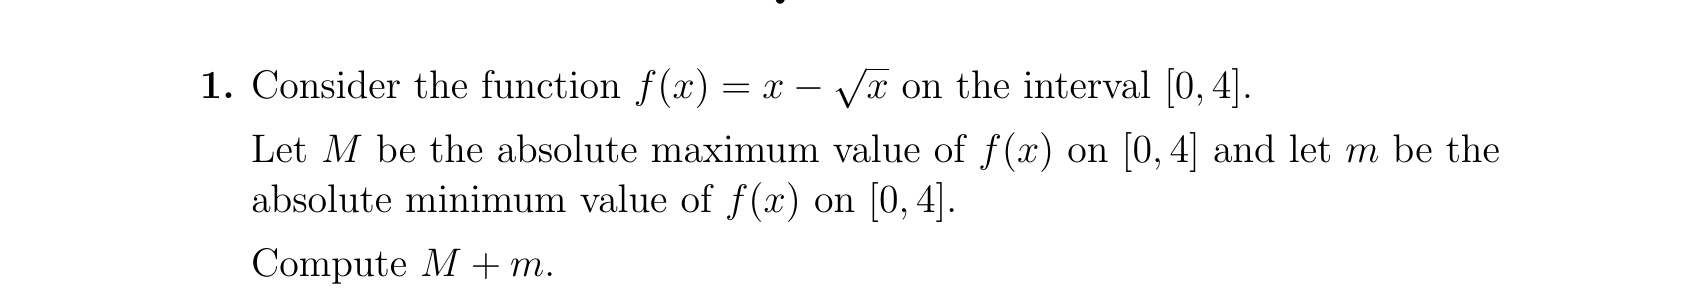 1. Consider the function f(x) = x − √x on the interval [0, 4].
Let M be the absolute maximum value of f(x) on [0, 4] and let m be the
absolute minimum value of f(x) on [0, 4].
Compute M + m.